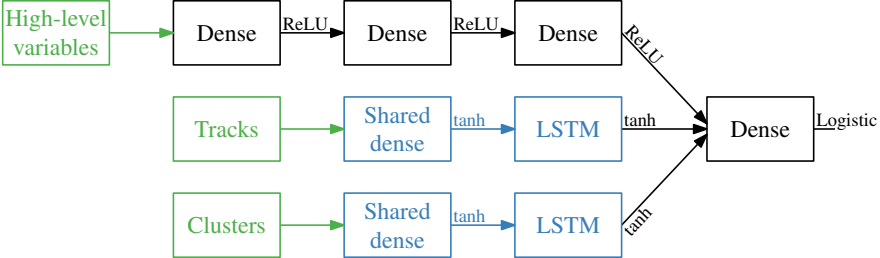 High-level
variables
Dense
ReLU
Dense
ReLU
Dense
ReLU
Tracks
Shared
dense
tanh
LSTM
tanh
Dense
Logistic
Clusters
Shared
dense
tanh
LSTM
tanh